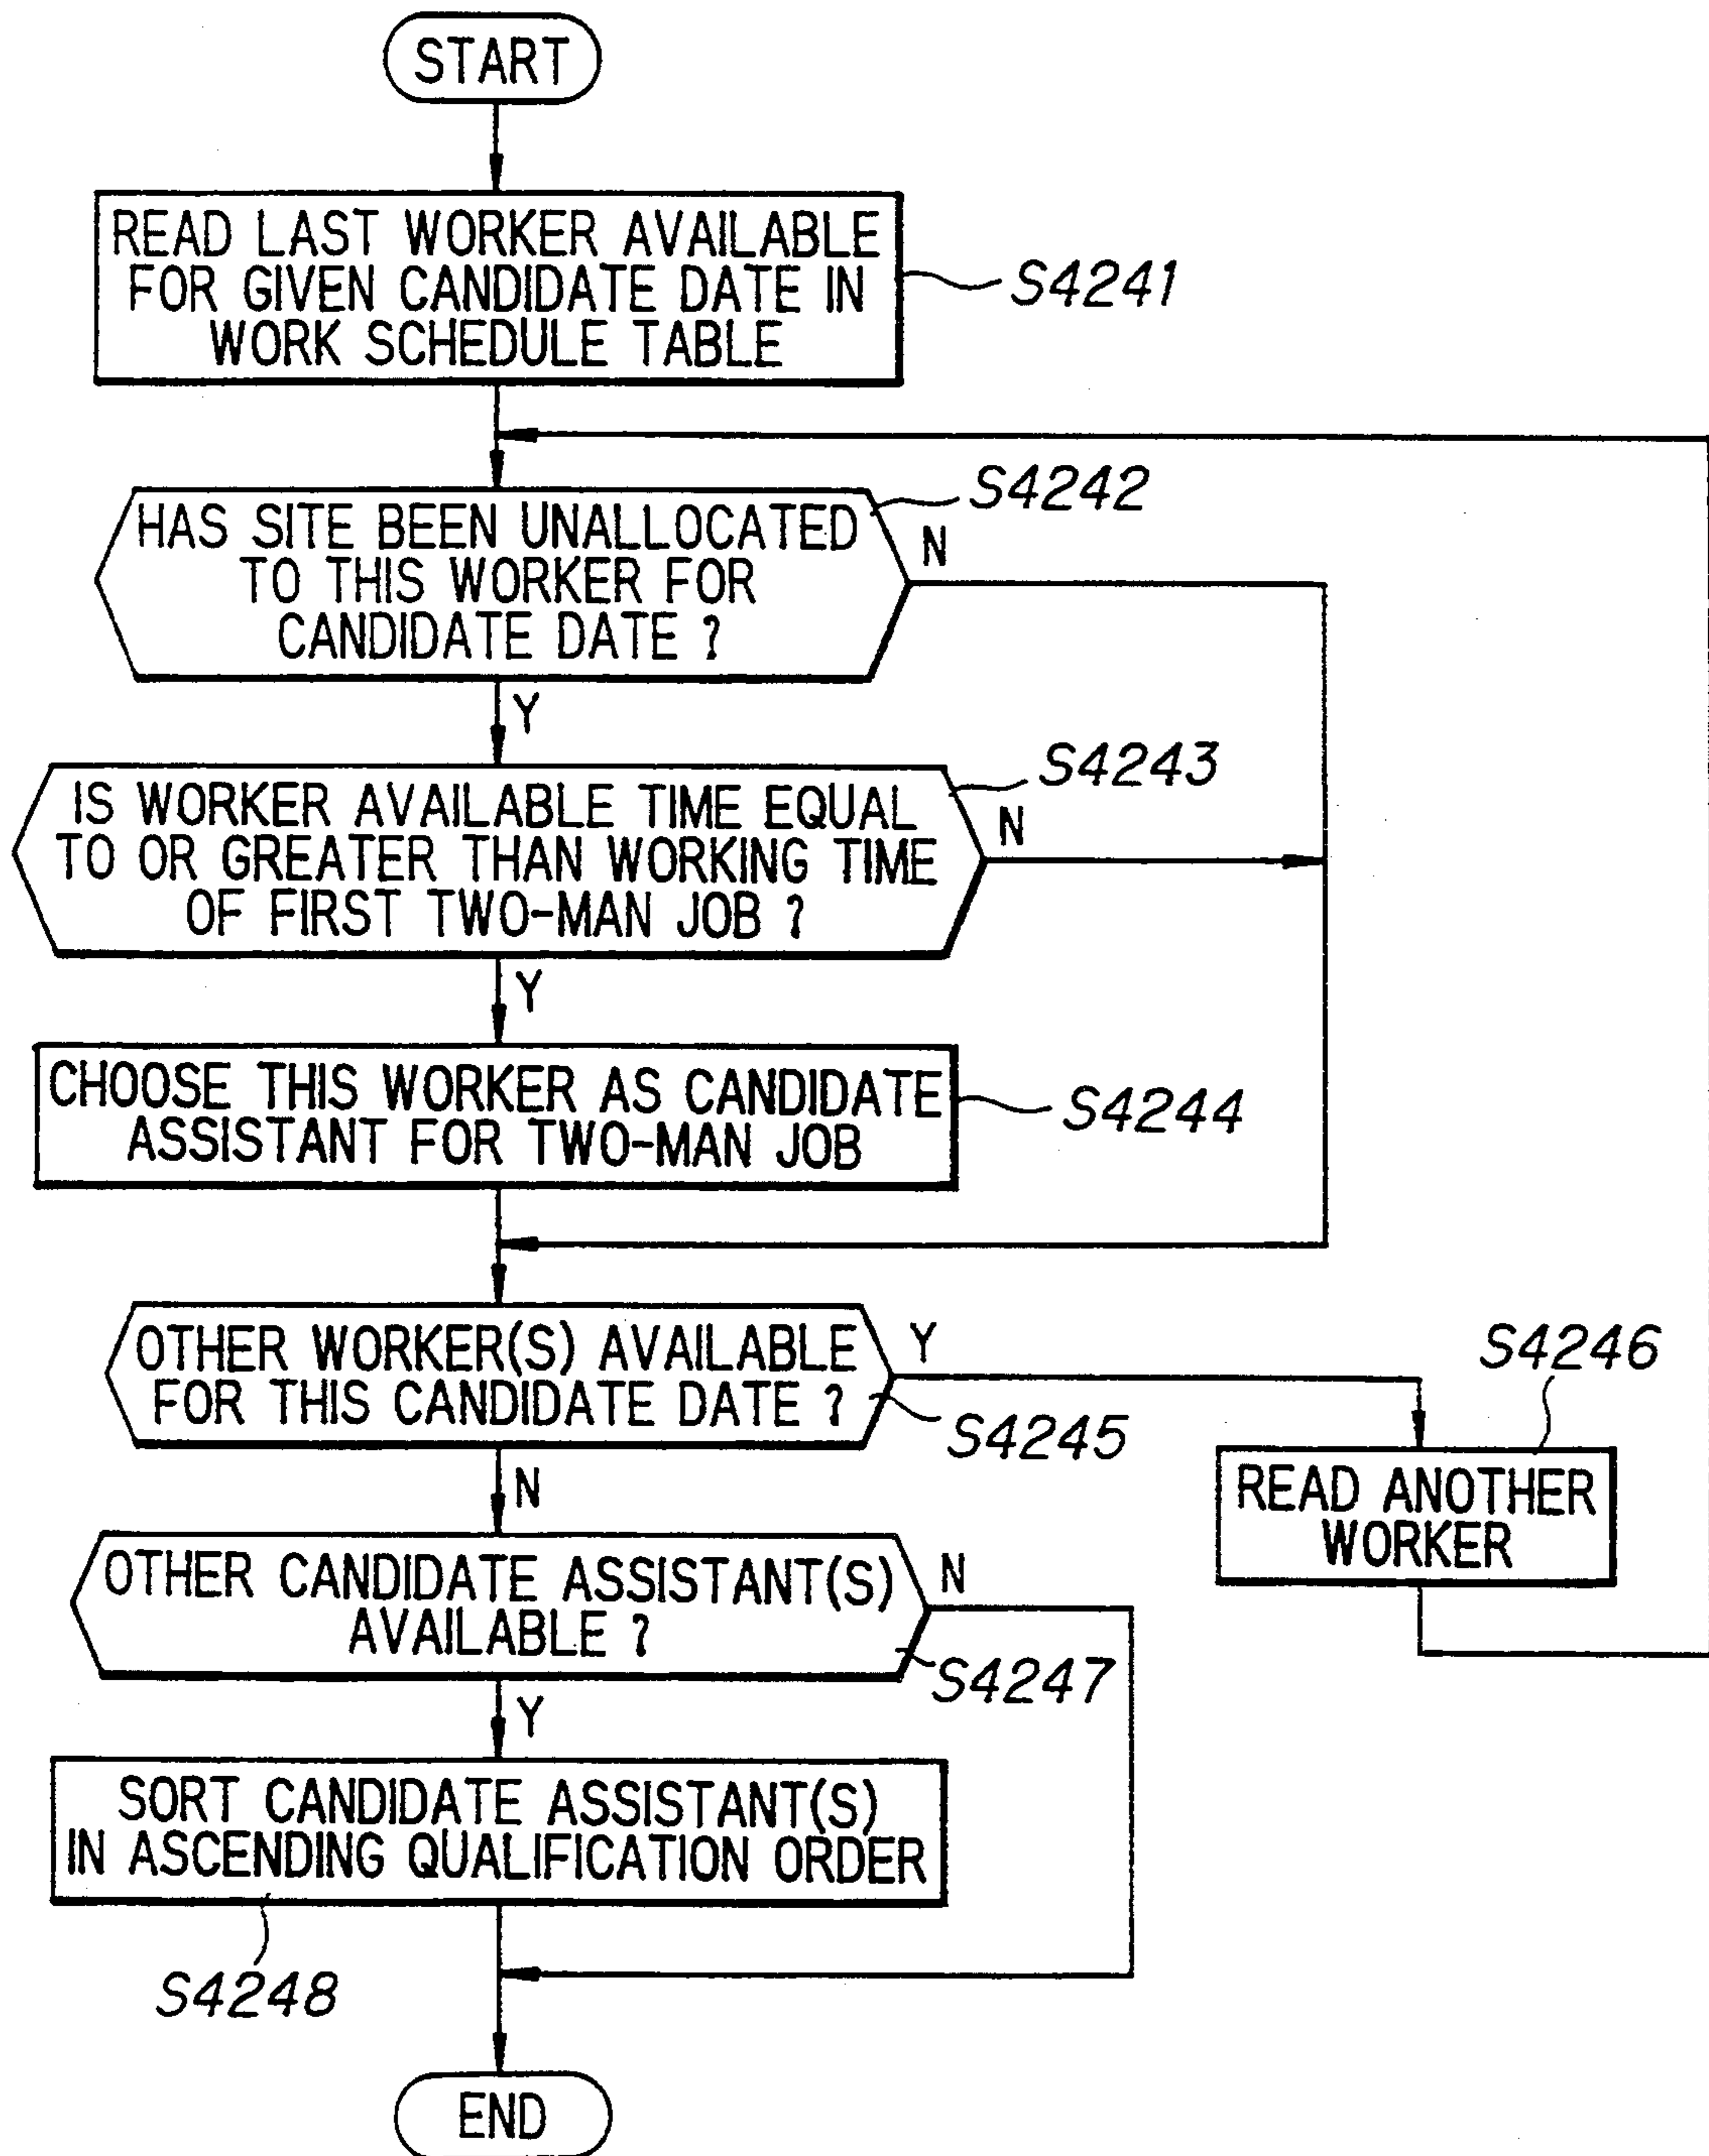 START
READ LAST WORKER AVAILABLE
FOR GIVEN CANDIDATE DATE IN
WORK SCHEDULE TABLE
S4241
HAS SITE BEEN UNALLOCATED
TO THIS WORKER FOR
CANDIDATE DATE ?
S4242
N
Y
IS WORKER AVAILABLE TIME EQUAL
TO OR GREATER THAN WORKING TIME
OF FIRST TWO-MAN JOB ?
S4243
N
Y
CHOOSE THIS WORKER AS CANDIDATE
ASSISTANT FOR TWO-MAN JOB
S4244
OTHER WORKER(S) AVAILABLE
FOR THIS CANDIDATE DATE ?
Y
S4245
S4246
READ ANOTHER
WORKER
N
OTHER CANDIDATE ASSISTANT(S)
AVAILABLE ?
N
S4247
Y
SORT CANDIDATE ASSISTANT(S)
IN ASCENDING QUALIFICATION ORDER
S4248
END